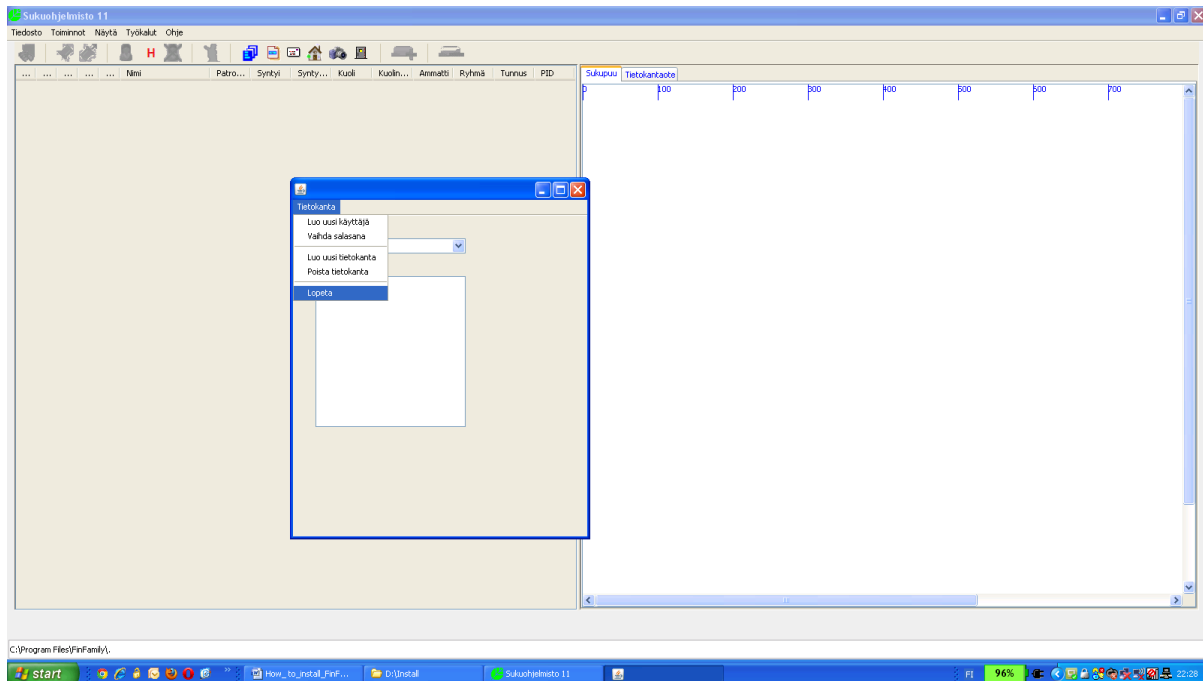 Sukuohjelmisto 11
Tiedosto Toiminnot Näytä Työkalut Ohje
H
... ... ... ... ... Nimi Patro... Syntyi Synty... Kuoli Kuolin... Ammatti Ryhmä Tunnus PID
Sukupuu Tietokantaote
0 100 200 300 400 500 600 700
Tietokanta
Luo uusi käyttäjä
Vaihda salasana
Luo uusi tietokanta
Poista tietokanta
Lopeta
C:\Program Files\FinFamily\.
start How_to_install_FinF... D:\Install Sukuohjelmisto 11 FI 96% 22:28